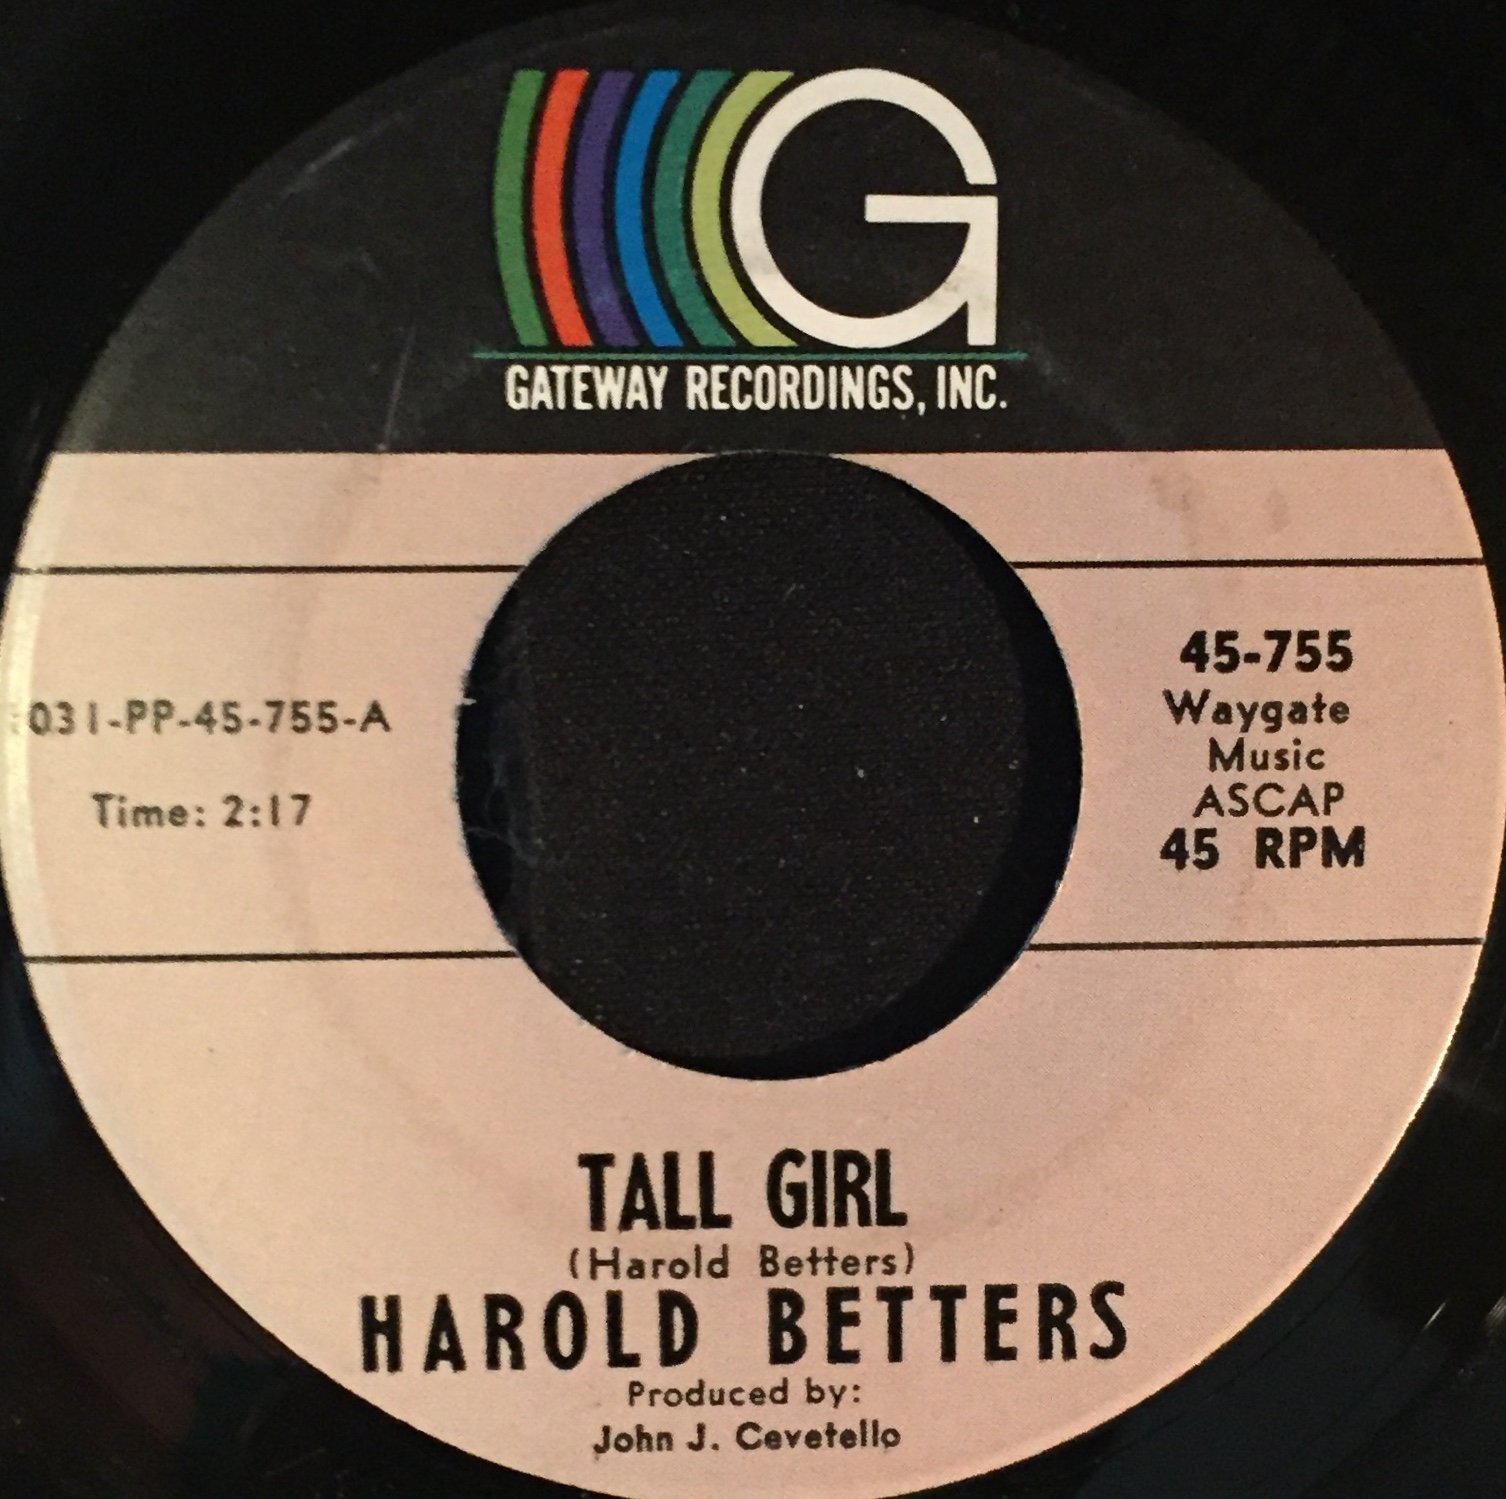 G
GATEWAY RECORDINGS, INC.
031-PP-45-755-A
Time: 2:17
45-755
Waygate
Music
ASCAP
45 RPM
TALL GIRL
(Harold Betters)
HAROLD BETTERS
Produced by:
John J. Cevetello